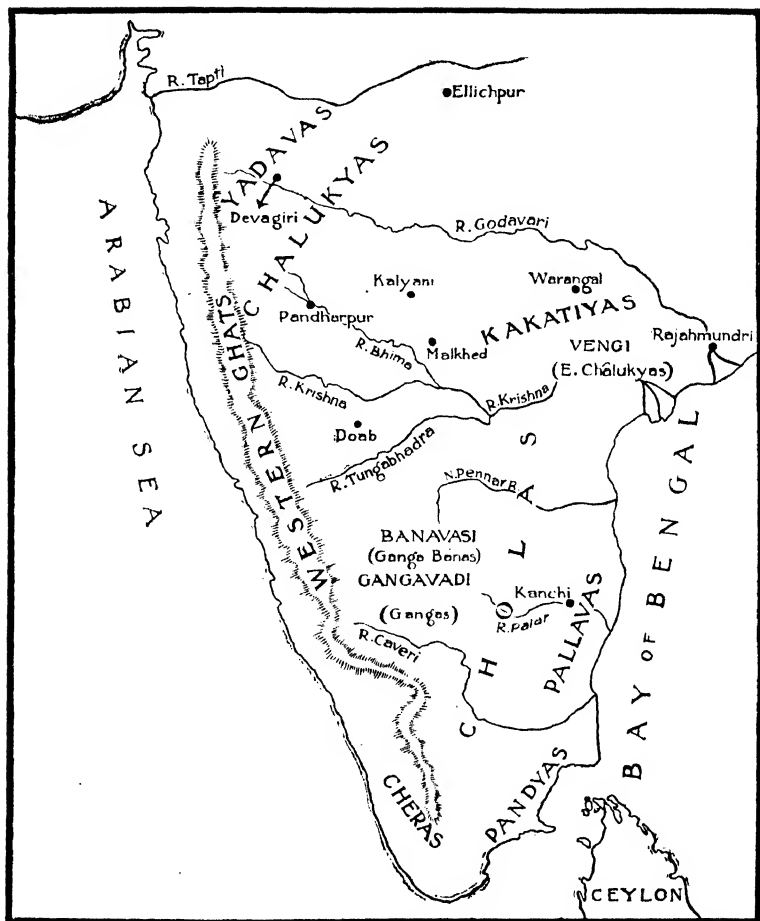 R. Tapti
Ellichpur
YADAVAS
CHALUKYAS
Devagiri
R. Godavari
ARABIAN SEA
Kalyani
Warangal
Pandharpur
KAKATIYAS
Rajahmundri
R. Bhima
Malkhed
VENGI
(E. Chalukyas)
R. Krishna
R. Krishna
WESTERN GHATS
Doab
R. Tungabhadra
N. Pennar R.
CHOLAS
BANAVASI
(Ganga Banas)
GANGAVADI
(Gangas)
Kanchi
R. Palar
PALLAVAS
BAY OF BENGAL
R. Caveri
CHERAS
PANDYAS
CEYLON